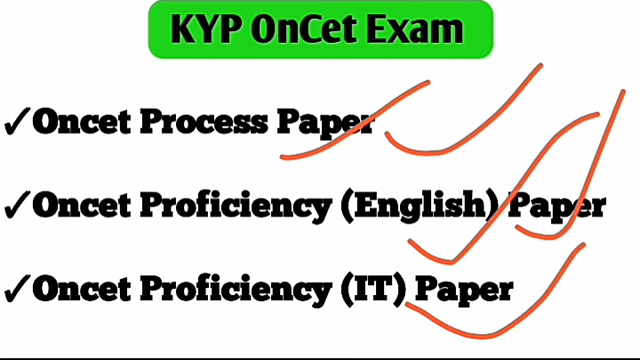 KYP OnCet Exam
✓Oncet Process Paper
✓Oncet Proficiency (English) Paper
✓Oncet Proficiency (IT) Paper